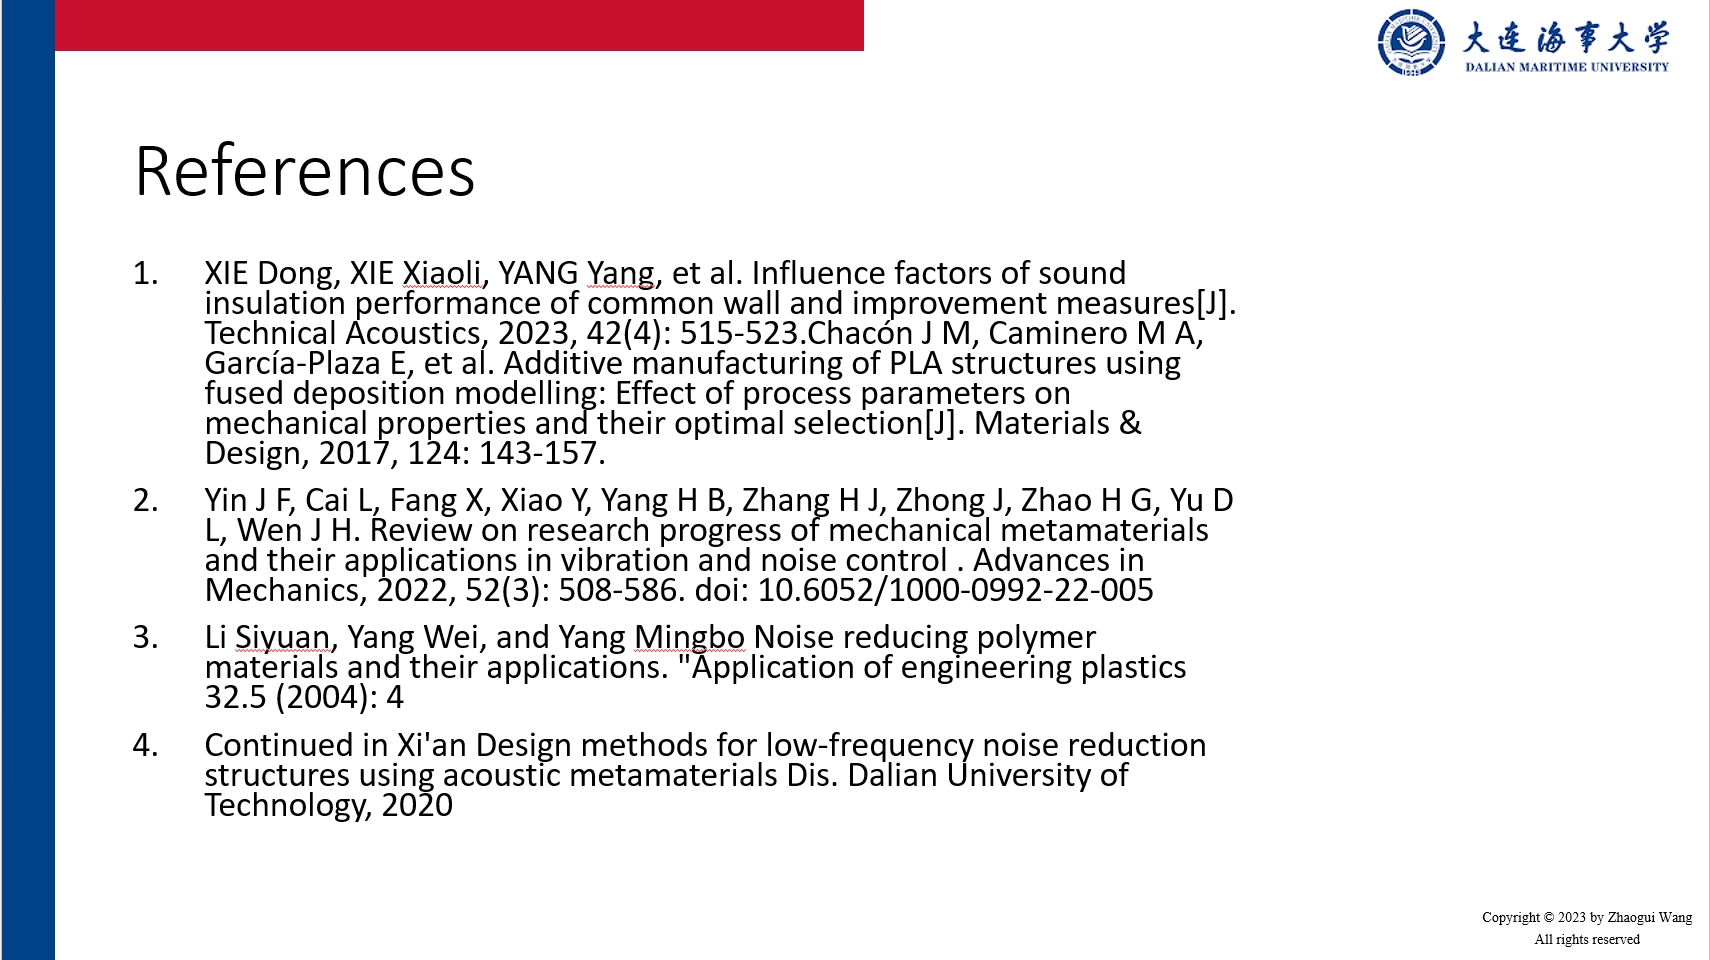 大连海事大学
DALIAN MARITIME UNIVERSITY
References
1. XIE Dong, XIE Xiaoli, YANG Yang, et al. Influence factors of sound
insulation performance of common wall and improvement measures[J].
Technical Acoustics, 2023, 42(4): 515-523.Chacón J M, Caminero M A,
García-Plaza E, et al. Additive manufacturing of PLA structures using
fused deposition modelling: Effect of process parameters on
mechanical properties and their optimal selection[J]. Materials &
Design, 2017, 124: 143-157.
2. Yin J F, Cai L, Fang X, Xiao Y, Yang H B, Zhang H J, Zhong J, Zhao H G, Yu D
L, Wen J H. Review on research progress of mechanical metamaterials
and their applications in vibration and noise control . Advances in
Mechanics, 2022, 52(3): 508-586. doi: 10.6052/1000-0992-22-005
3. Li Siyuan, Yang Wei, and Yang Mingbo Noise reducing polymer
materials and their applications. "Application of engineering plastics
32.5 (2004): 4
4. Continued in Xi'an Design methods for low-frequency noise reduction
structures using acoustic metamaterials Dis. Dalian University of
Technology, 2020
Copyright © 2023 by Zhaogui Wang
All rights reserved